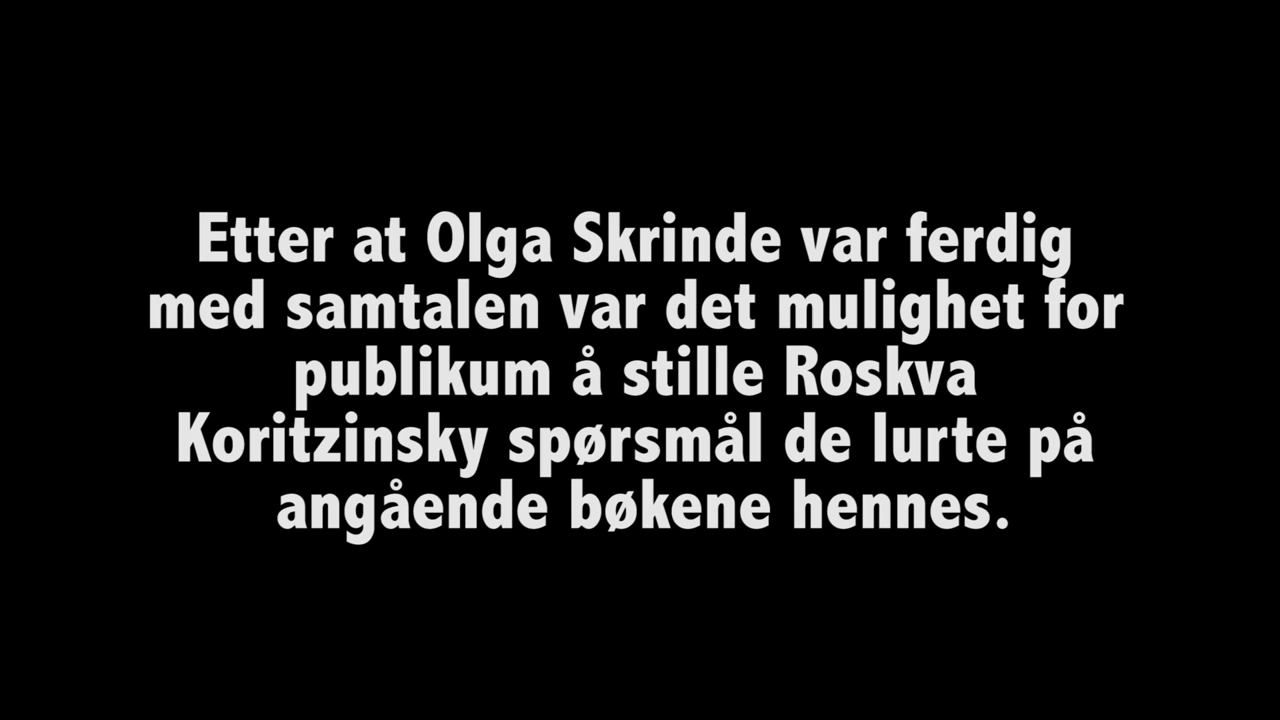 Etter at Olga Skrinde var ferdig
med samtalen var det mulighet for
publikum å stille Roskva
Koritzinsky spørsmål de lurte på
angående bøkene hennes.